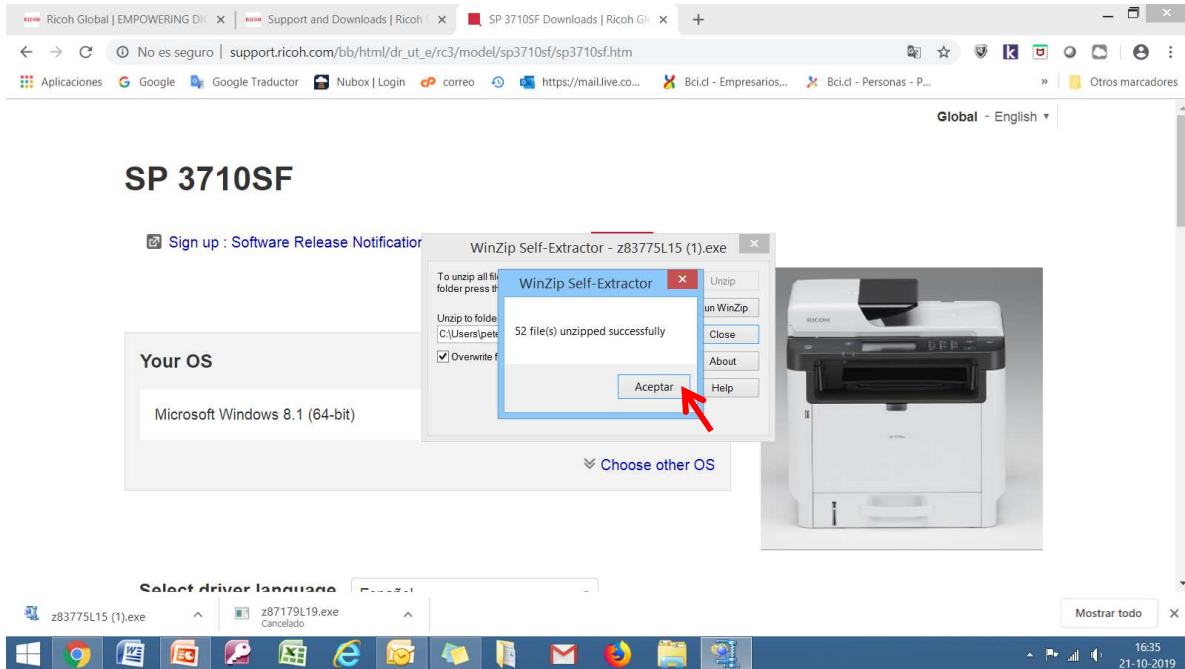 Ricoh Global | EMPOWERING DI
Support and Downloads | Ricoh
SP 3710SF Downloads | Ricoh Gl
No es seguro | support.ricoh.com/bb/html/dr_ut_e/rc3/model/sp3710sf/sp3710sf.htm
Aplicaciones Google Google Traductor Nubox | Login correo https://mail.live.co... Bci.cl - Empresarios... Bci.cl - Personas - P... » Otros marcadores
Global - English
SP 3710SF
Sign up : Software Release Notification
WinZip Self-Extractor - z83775L15 (1).exe
To unzip all fil
folder press th
Unzip
Unzip to folde
un WinZip
C:\Users\pete
Close
Overwrite f
About
Help
WinZip Self-Extractor
52 file(s) unzipped successfully
Aceptar
RICOH
Your OS
Microsoft Windows 8.1 (64-bit)
Choose other OS
Select driver language
Español
z83775L15 (1).exe
z87179L19.exe
Cancelado
Mostrar todo
16:35
21-10-2019